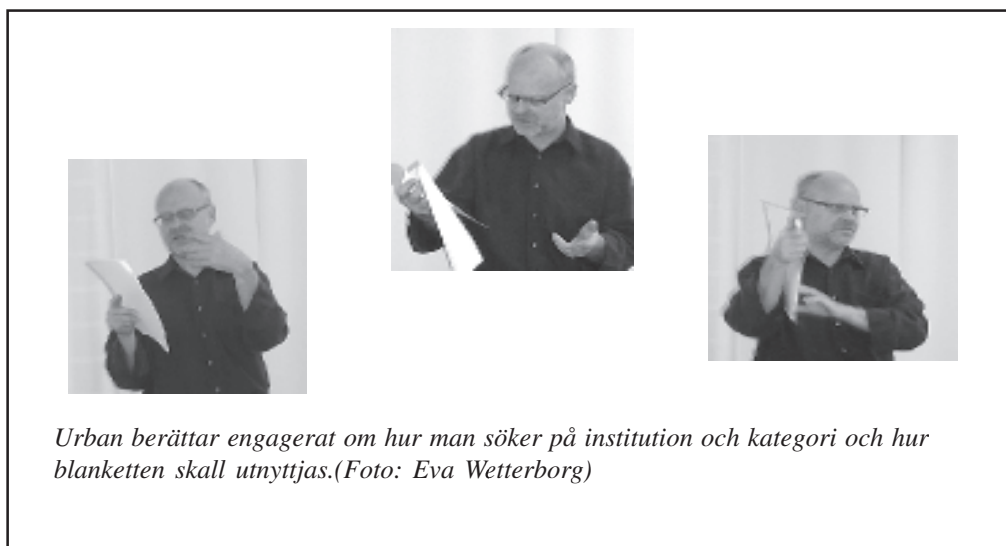 Urban berättar engagerat om hur man söker på institution och kategori och hur
blanketten skall utnyttjas.(Foto: Eva Wetterborg)